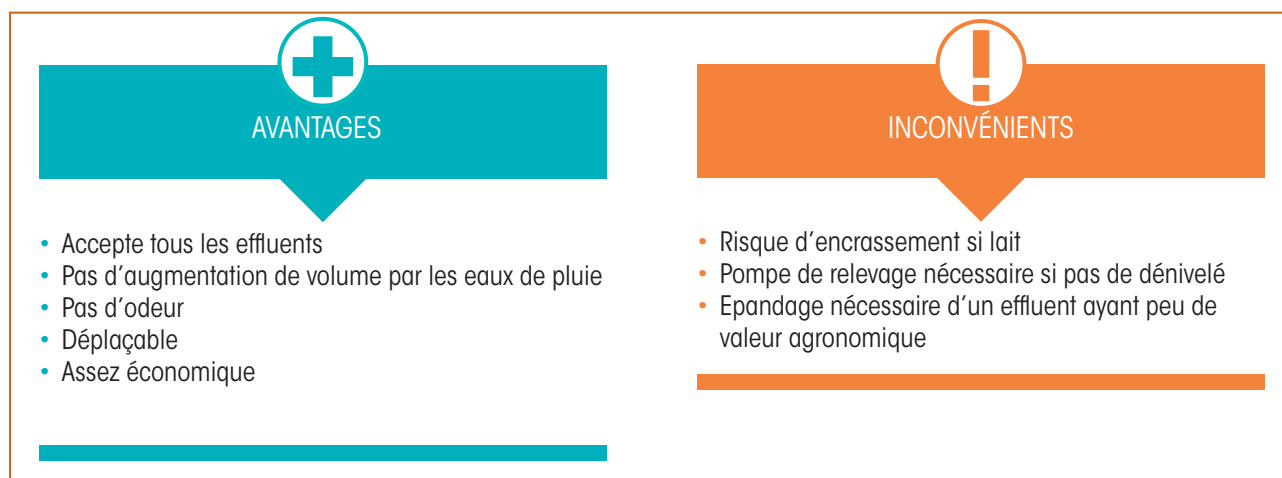 AVANTAGES
• Accepte tous les effluents
• Pas d'augmentation de volume par les eaux de pluie
• Pas d'odeur
• Déplaçable
• Assez économique
INCONVÉNIENTS
• Risque d'encrassement si lait
• Pompe de relevage nécessaire si pas de dénivelé
• Epandage nécessaire d'un effluent ayant peu de
valeur agronomique